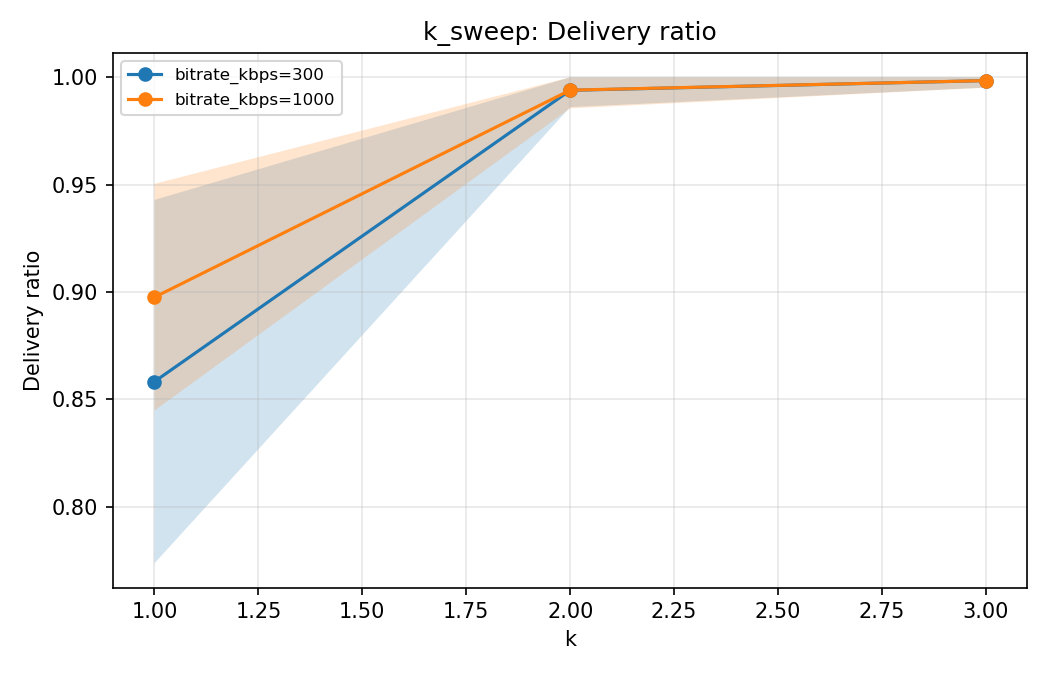 k_sweep: Delivery ratio
bitrate_kbps=300
bitrate_kbps=1000
Delivery ratio
1.00
0.95
0.90
0.85
0.80
1.00 1.25 1.50 1.75 2.00 2.25 2.50 2.75 3.00
k